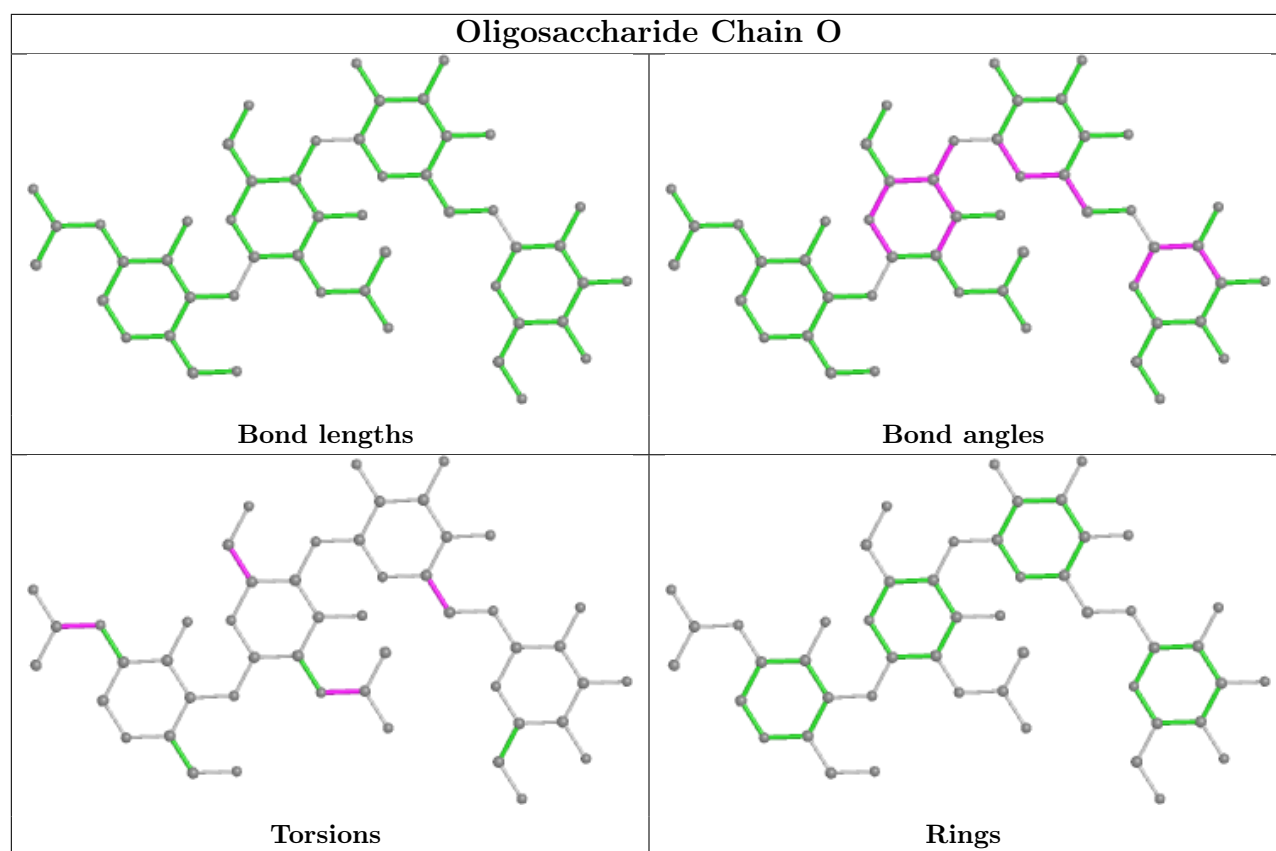 Oligosaccharide Chain O
Bond lengths
Bond angles
Torsions
Rings